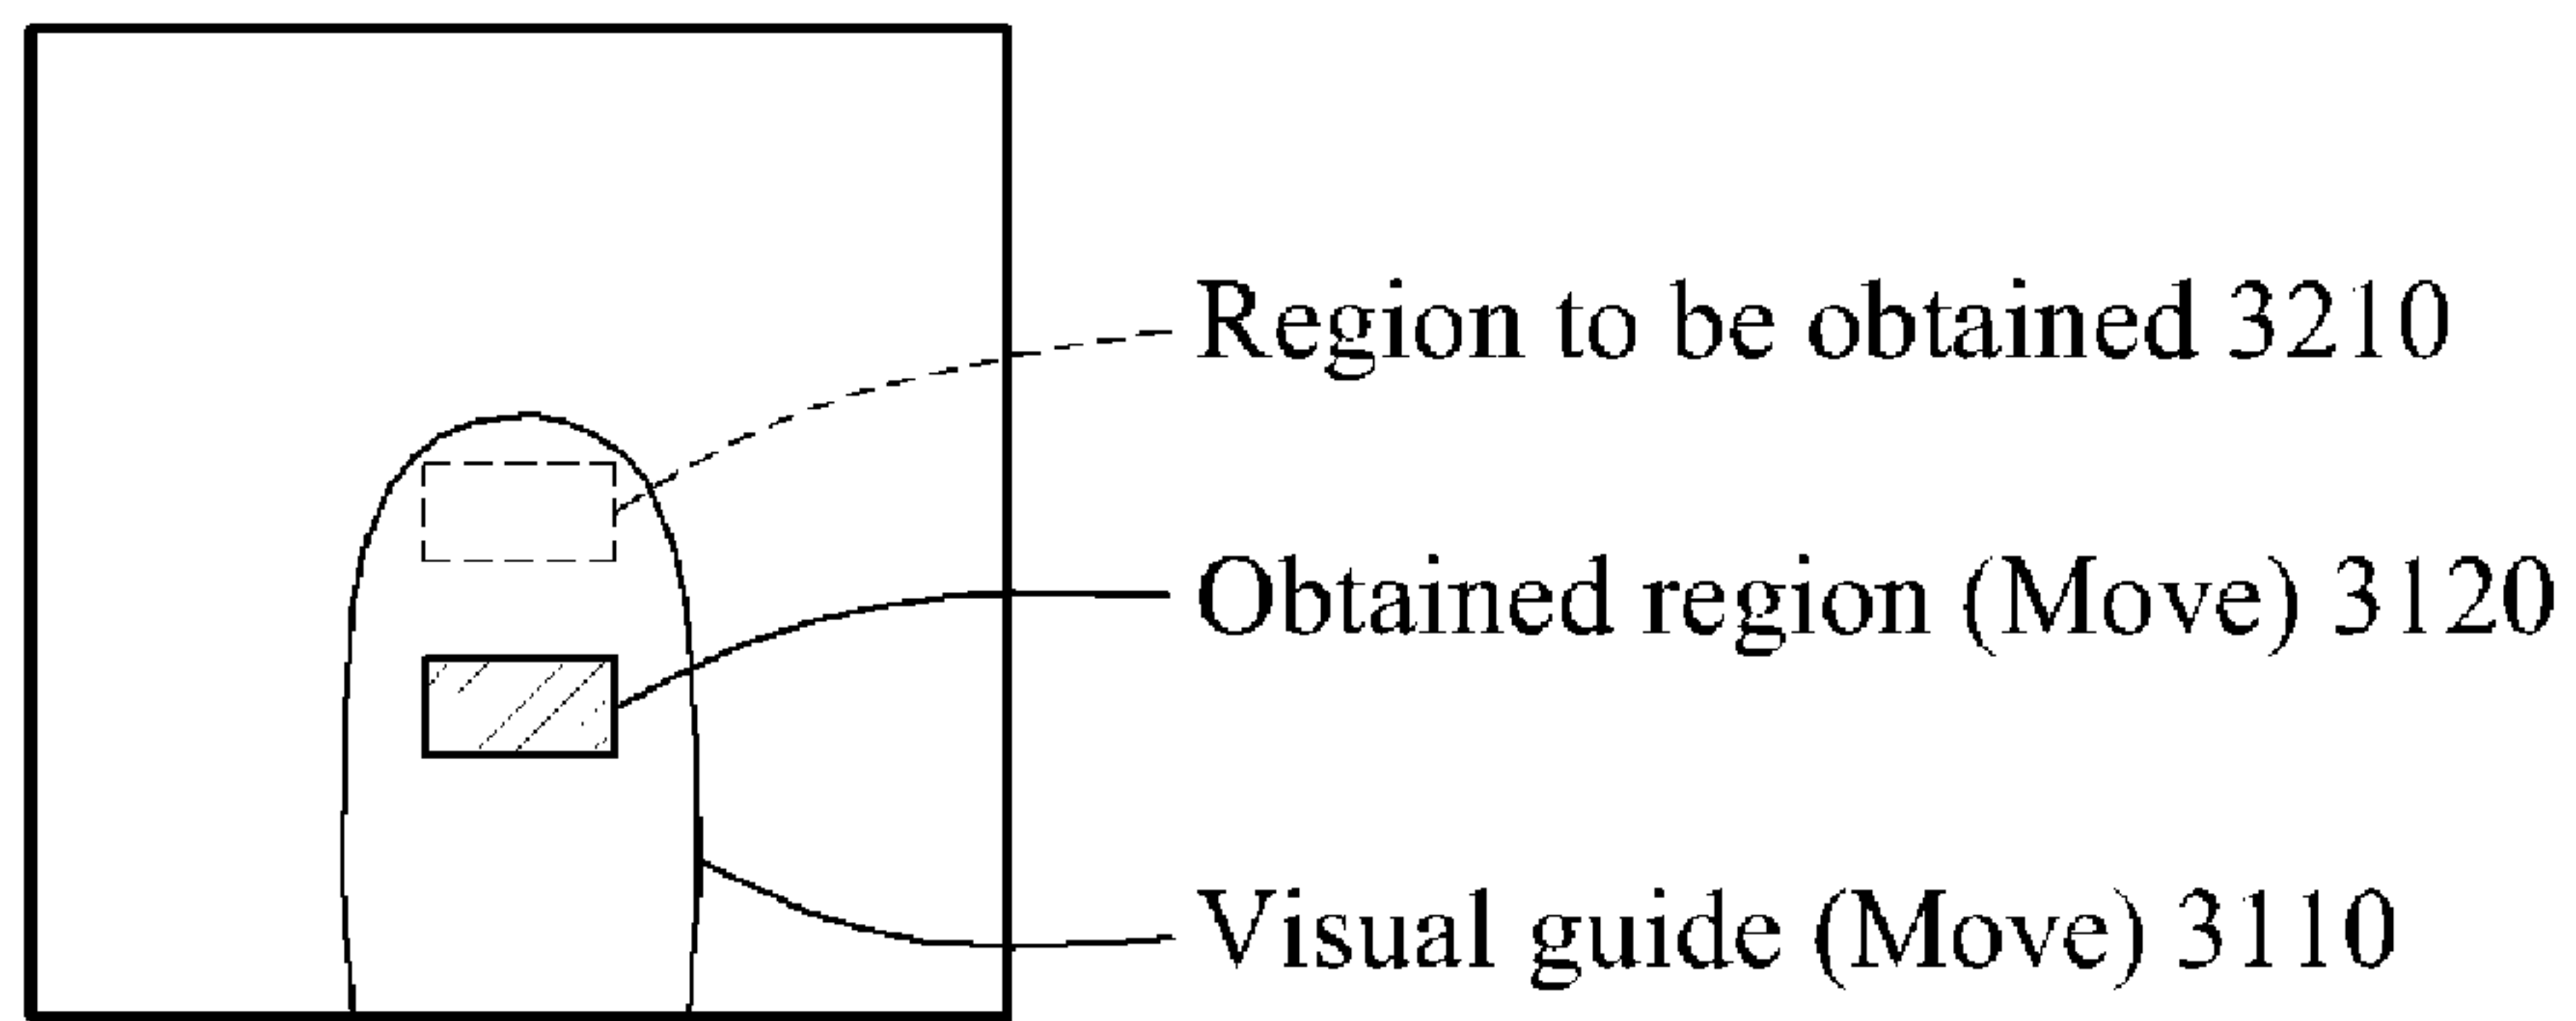 Region to be obtained 3210
Obtained region (Move) 3120
Visual guide (Move) 3110